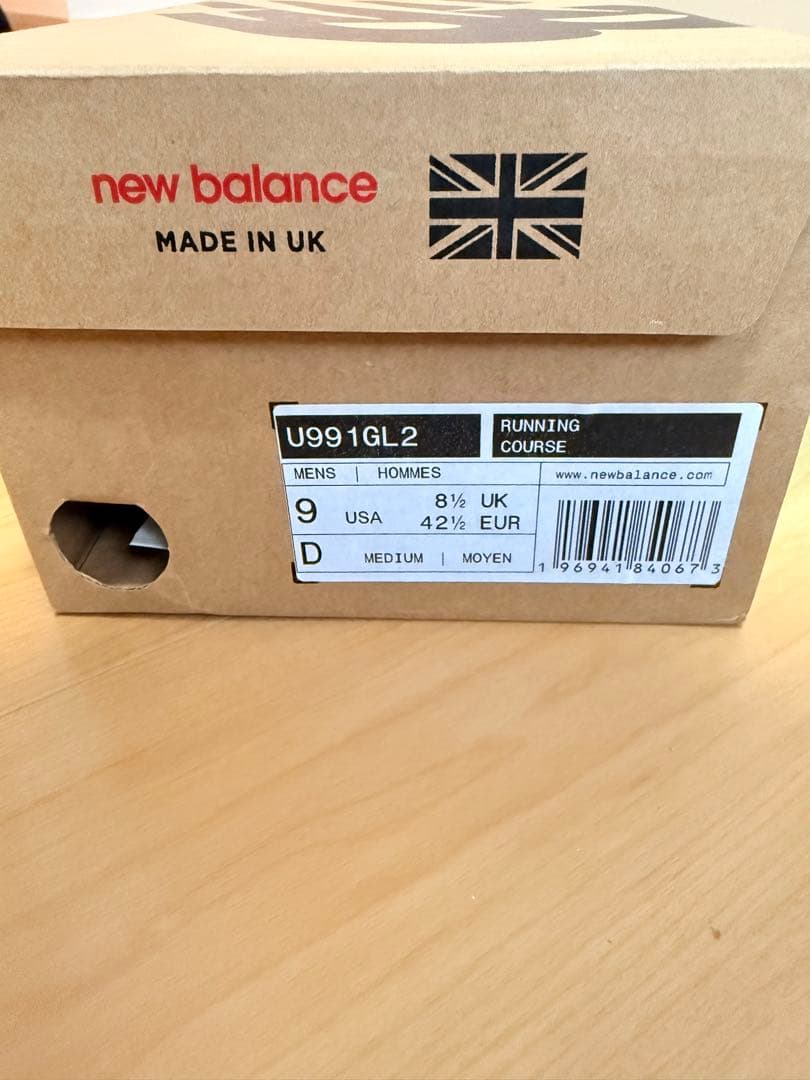 new balance
MADE IN UK
U991GL2
RUNNING
COURSE
MENS | HOMMES
www.newbalance.com
9 USA 8½ UK
42½ EUR
D MEDIUM | MOYEN
1 96941 84067 3